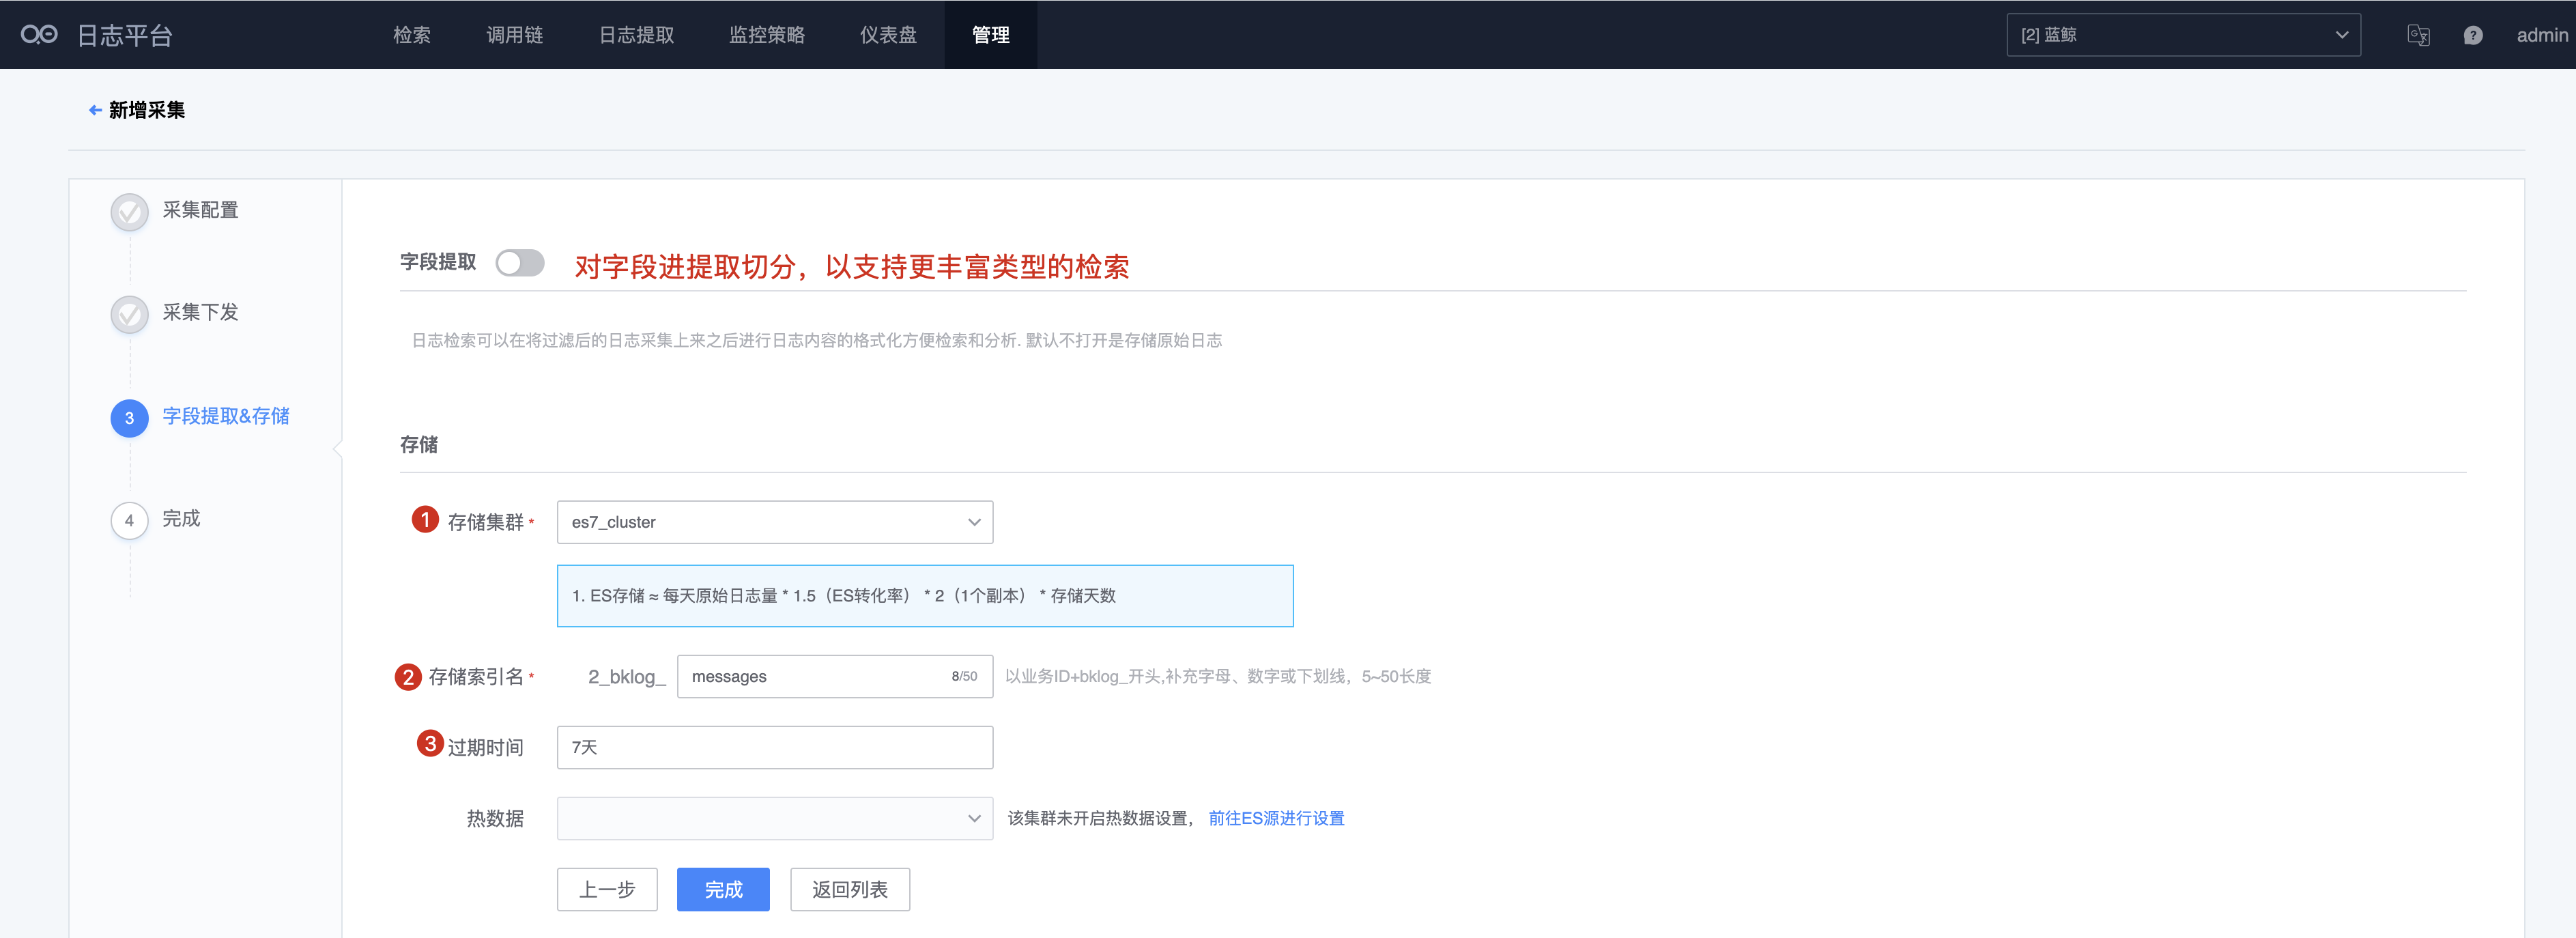 日志平台 检索 调用链 日志提取 监控策略 仪表盘 管理 [2] 蓝鲸 admin
新增采集
采集配置
采集下发
3 字段提取&存储
4 完成
字段提取 对字段进提取切分，以支持更丰富类型的检索
日志检索可以在将过滤后的日志采集上来之后进行日志内容的格式化方便检索和分析. 默认不打开是存储原始日志
存储
1 存储集群 * es7_cluster
1. ES存储 ≈ 每天原始日志量 * 1.5（ES转化率） * 2（1个副本） * 存储天数
2 存储索引名 * 2_bklog_ messages 8/50 以业务ID+bklog_开头,补充字母、数字或下划线，5~50长度
3 过期时间 7天
热数据 该集群未开启热数据设置， 前往ES源进行设置
上一步 完成 返回列表